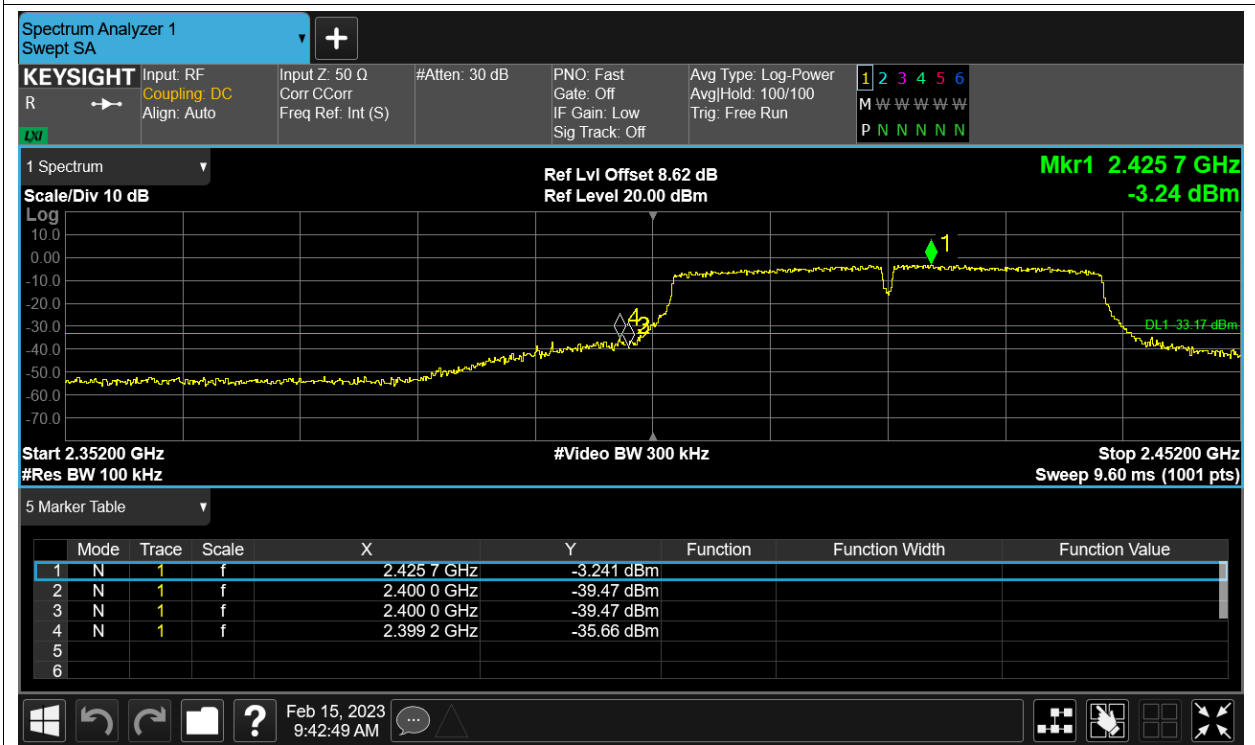 Spectrum Analyzer 1
Swept SA
KEYSIGHT
R
LXI
Input: RF
Coupling: DC
Align: Auto
Input Z: 50 Ω
Corr CCorr
Freq Ref: Int (S)
#Atten: 30 dB
PNO: Fast
Gate: Off
IF Gain: Low
Sig Track: Off
Avg Type: Log-Power
Avg|Hold: 100/100
Trig: Free Run
1 2 3 4 5 6
M W W W W W
P N N N N N
1 Spectrum
Scale/Div 10 dB
Ref Lvl Offset 8.62 dB
Ref Level 20.00 dBm
Mkr1 2.425 7 GHz
-3.24 dBm
Log
10.0
0.00
-10.0
-20.0
-30.0
-40.0
-50.0
-60.0
-70.0
1
4
DL1 -33.17 dBm
Start 2.35200 GHz
#Res BW 100 kHz
#Video BW 300 kHz
Stop 2.45200 GHz
Sweep 9.60 ms (1001 pts)
5 Marker Table
Mode Trace Scale X Y Function Function Width Function Value
1 N 1 f 2.425 7 GHz -3.241 dBm
2 N 1 f 2.400 0 GHz -39.47 dBm
3 N 1 f 2.400 0 GHz -39.47 dBm
4 N 1 f 2.399 2 GHz -35.66 dBm
5
6
?
Feb 15, 2023
9:42:49 AM